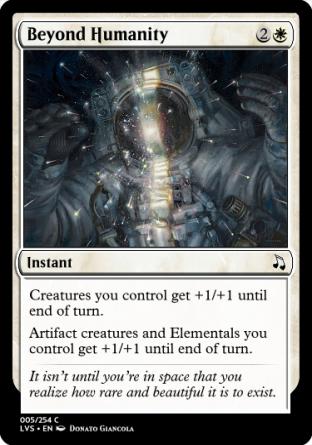 Beyond Humanity 2
Instant
Creatures you control get +1/+1 until
end of turn.
Artifact creatures and Elementals you
control get +1/+1 until end of turn.
It isn't until you're in space that you
realize how rare and beautiful it is to exist.
005/254 C
LVS • EN Donato Giancola